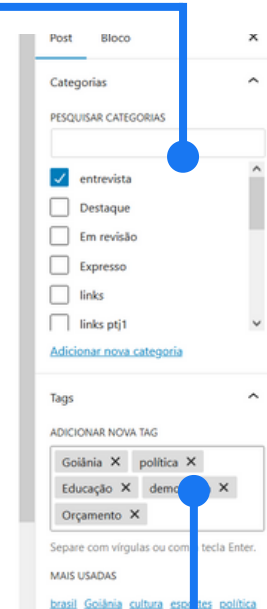 Post Bloco ×
Categorias
PESQUISAR CATEGORIAS
entrevista
Destaque
Em revisão
Expresso
links
links ptj1
Adicionar nova categoria
Tags
ADICIONAR NOVA TAG
Goiânia × política ×
Educação × ×
Orçamento ×
Separe com vírgulas ou com tecla Enter.
MAIS USADAS
brasil Goiânia cultura esportes política